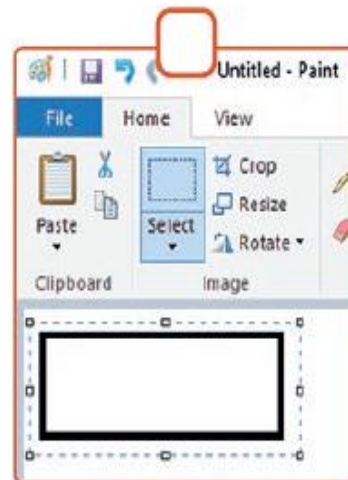 Untitled - Paint
File Home View
Crop
Resize
Paste Select Rotate
Clipboard Image